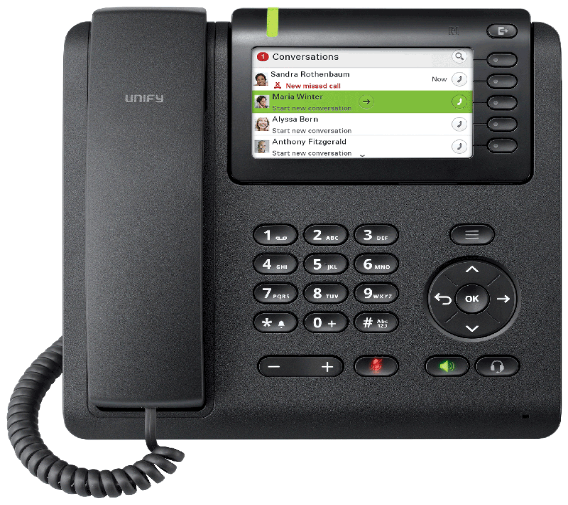 UNIFY
1 Conversations
Sandra Rothenbaum
New missed call
Now
Maria Winter
Start new conversation
Alyssa Born
Start new conversation
Anthony Fitzgerald
Start new conversation
1 2 ABC 3 DEF
4 GHI 5 JKL 6 MNO
7 PQRS 8 TUV 9 WXYZ
* 0 + # Abc 123
OK
− +